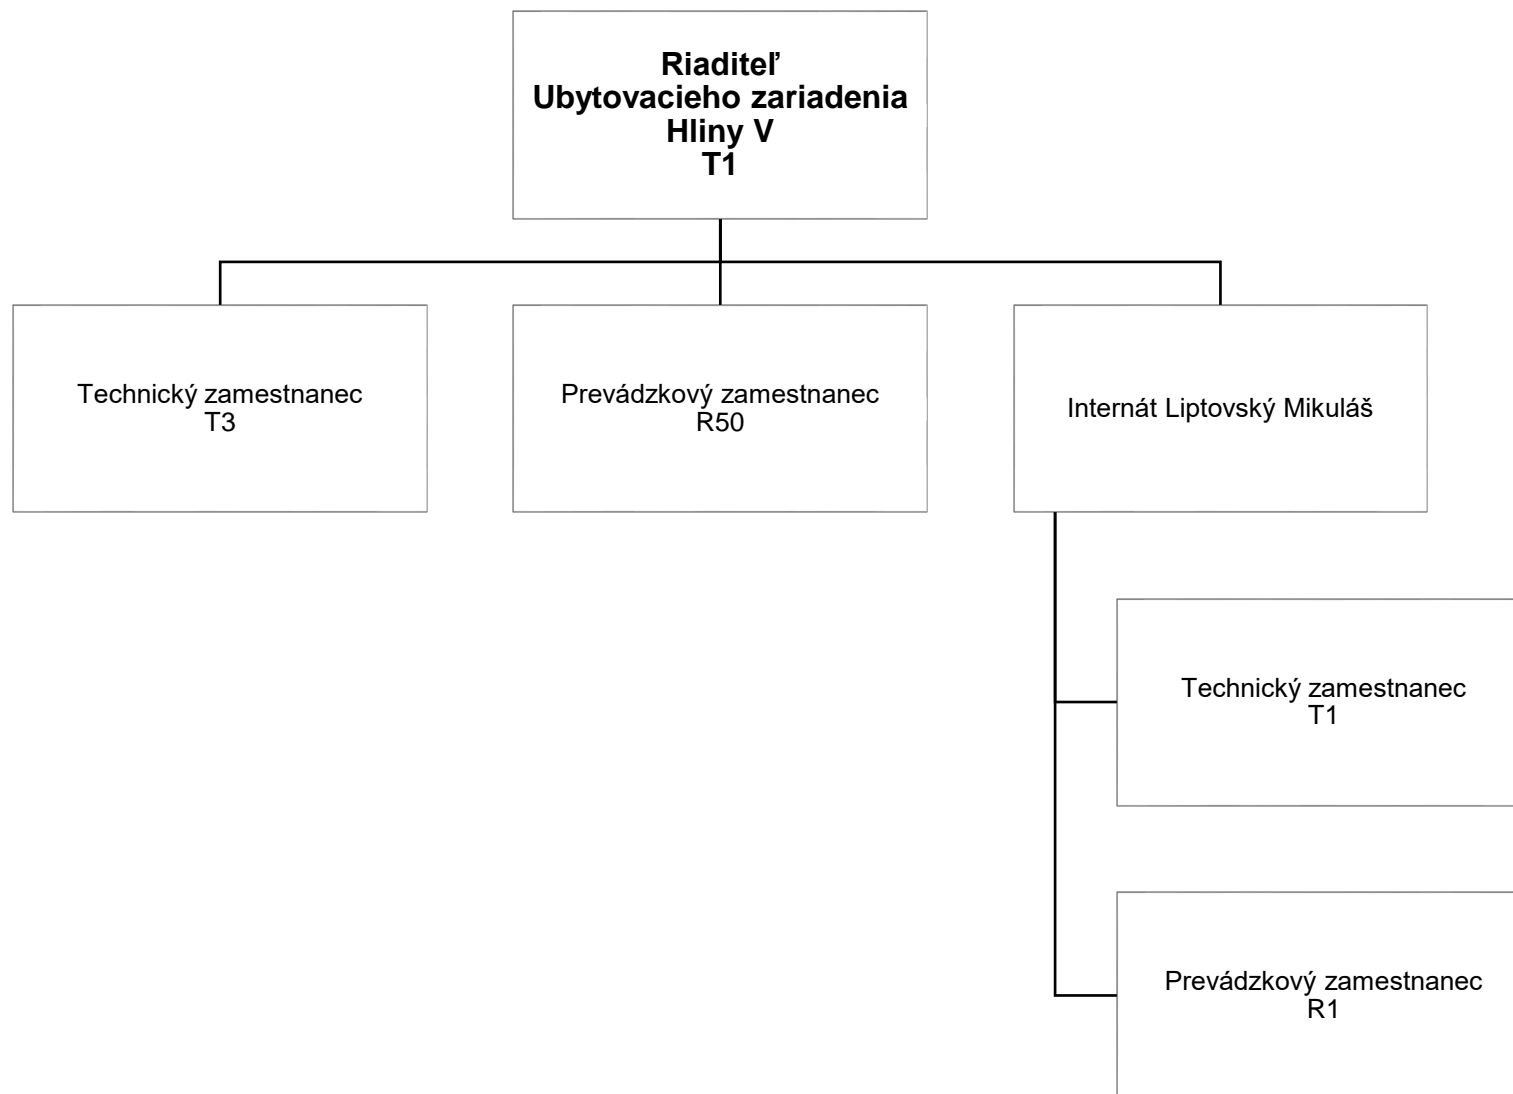 Riaditeľ
Ubytovacieho zariadenia
Hliny V
T1
Technický zamestnanec
T3
Prevádzkový zamestnanec
R50
Internát Liptovský Mikuláš
Technický zamestnanec
T1
Prevádzkový zamestnanec
R1